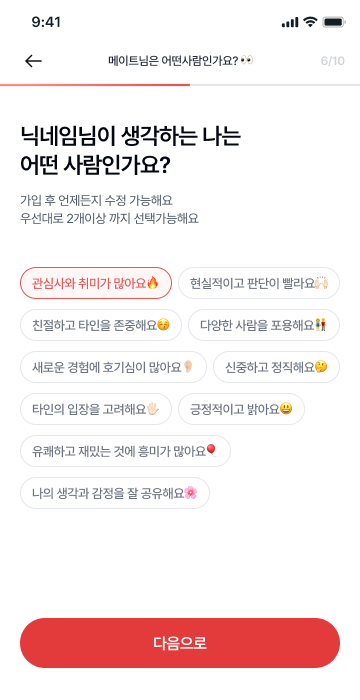 9:41
메이트님은 어떤사람인가요?👀
6/10
닉네임님이 생각하는 나는
어떤 사람인가요?
가입 후 언제든지 수정 가능해요
우선대로 2개이상 까지 선택가능해요
관심사와 취미가 많아요🔥
현실적이고 판단이 빨라요🙌🏻
친절하고 타인을 존중해요😚
다양한 사람을 포용해요👫
새로운 경험에 호기심이 많아요👂🏻
신중하고 정직해요🤔
타인의 입장을 고려해요🖐🏻
긍정적이고 밝아요😃
유쾌하고 재밌는 것에 흥미가 많아요🎈
나의 생각과 감정을 잘 공유해요🌸
다음으로